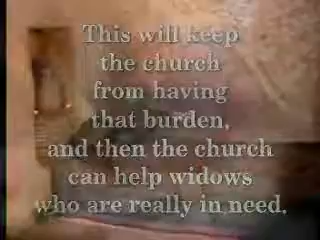 This will keep
the church
from having
that burden,
and then the church
can help widows
who are really in need.